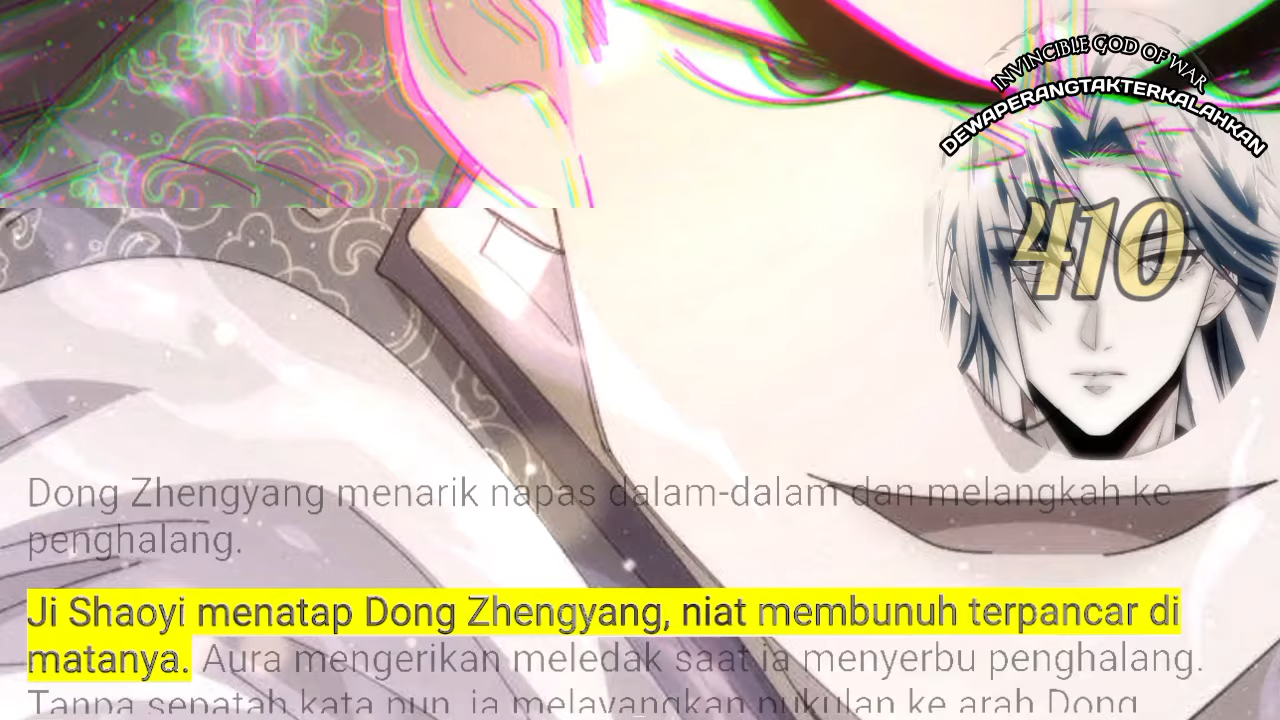 INVINCIBLE GOD OF WAR
DEWAPERANGTAKTERKALAHKAN
410
Dong Zhengyang menarik napas dalam-dalam dan melangkah ke
penghalang.
Ji Shaoyi menatap Dong Zhengyang, niat membunuh terpancar di
matanya. Aura mengerikan meledak saat ia menyerbu penghalang.
Tanpa sepatah kata pun, ia melayangkan pukulan ke arah Dong